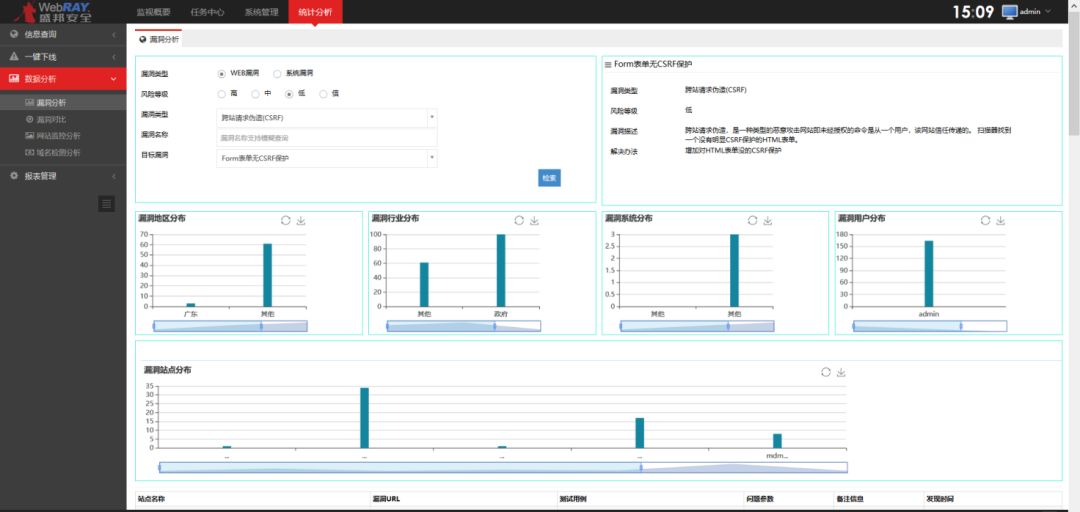 WebRAY
盛邦安全
监视概要 任务中心 系统管理 统计分析
15:09 admin
信息查询
一键下线
数据分析
漏洞分析
漏洞对比
网站监控分析
域名检测分析
报表管理
漏洞分析
漏洞类型 WEB漏洞 系统漏洞
风险等级 高 中 低 信
漏洞类型 跨站请求伪造(CSRF)
漏洞名称 漏洞名称支持模糊查询
目标漏洞 Form表单无CSRF保护
检索
Form表单无CSRF保护
漏洞类型 跨站请求伪造(CSRF)
风险等级 低
漏洞描述 跨站请求伪造，是一种类型的恶意攻击网站即未经授权的命令是从一个用户，该网站信任传递的。 扫描器找到
一个没有明显CSRF保护的HTML表单。
解决办法 增加对HTML表单没的CSRF保护
漏洞地区分布
70
60
50
40
30
20
10
0
广东 其他
漏洞行业分布
100
80
60
40
20
0
其他 政府
漏洞系统分布
3
2.5
2
1.5
1
0.5
0
其他 其他
漏洞用户分布
180
150
120
90
60
30
0
admin
漏洞站点分布
35
30
25
20
15
10
5
0
... ... ... ... mdm...
站点名称 漏洞URL 测试用例 问题参数 备注信息 发现时间